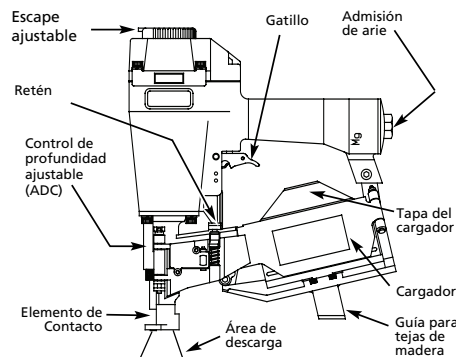 Escape
ajustable
Gatillo
Admisión
de arie
Retén
Control de
profundidad
ajustable
(ADC)
Mg
Tapa del
cargador
Cargador
Elemento de
Contacto
Área de
descarga
Guía para
tejas de
madera